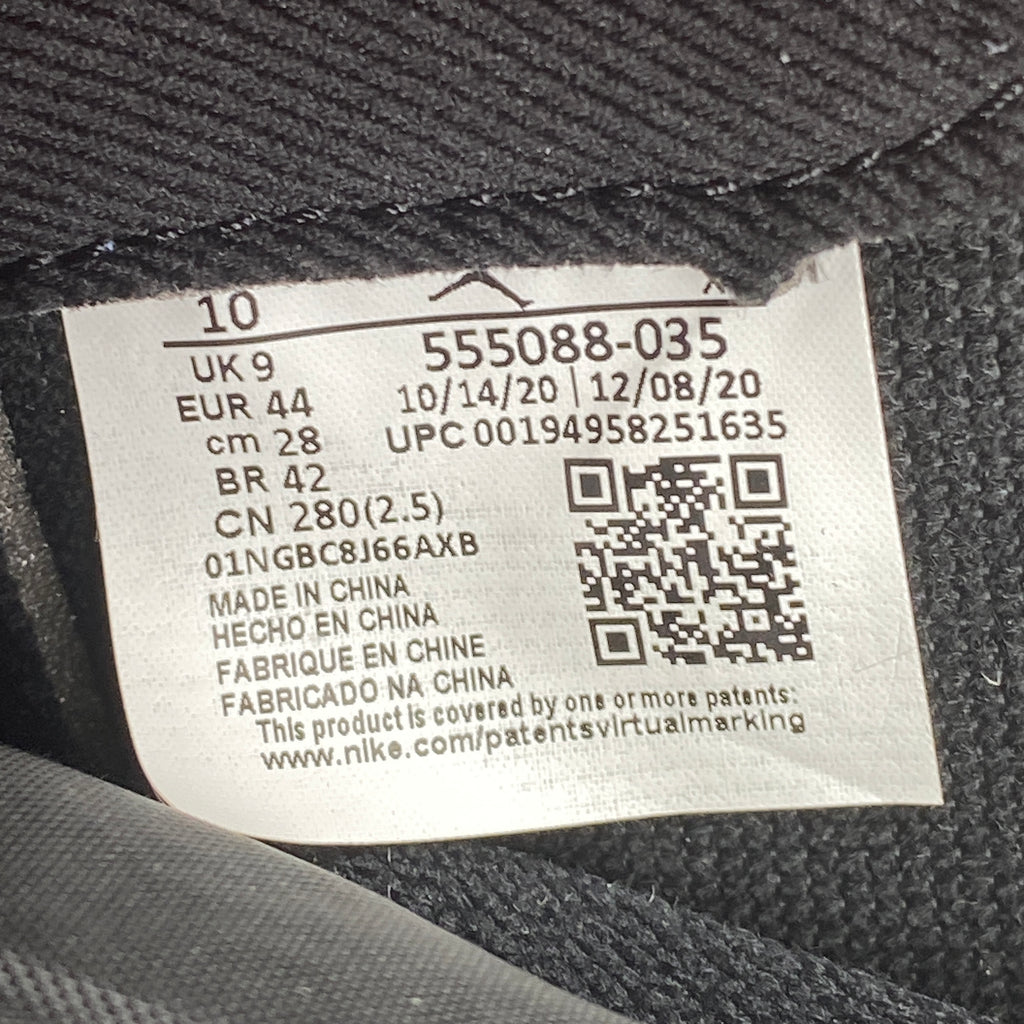 10
UK 9
EUR 44
cm 28
BR 42
CN 280(2.5)
01NGBC8J66AXB
555088-035
10/14/20 | 12/08/20
UPC 00194958251635
MADE IN CHINA
HECHO EN CHINA
FABRIQUE EN CHINE
FABRICADO NA CHINA
This product is covered by one or more patents:
www.nike.com/patentsvirtualmarking